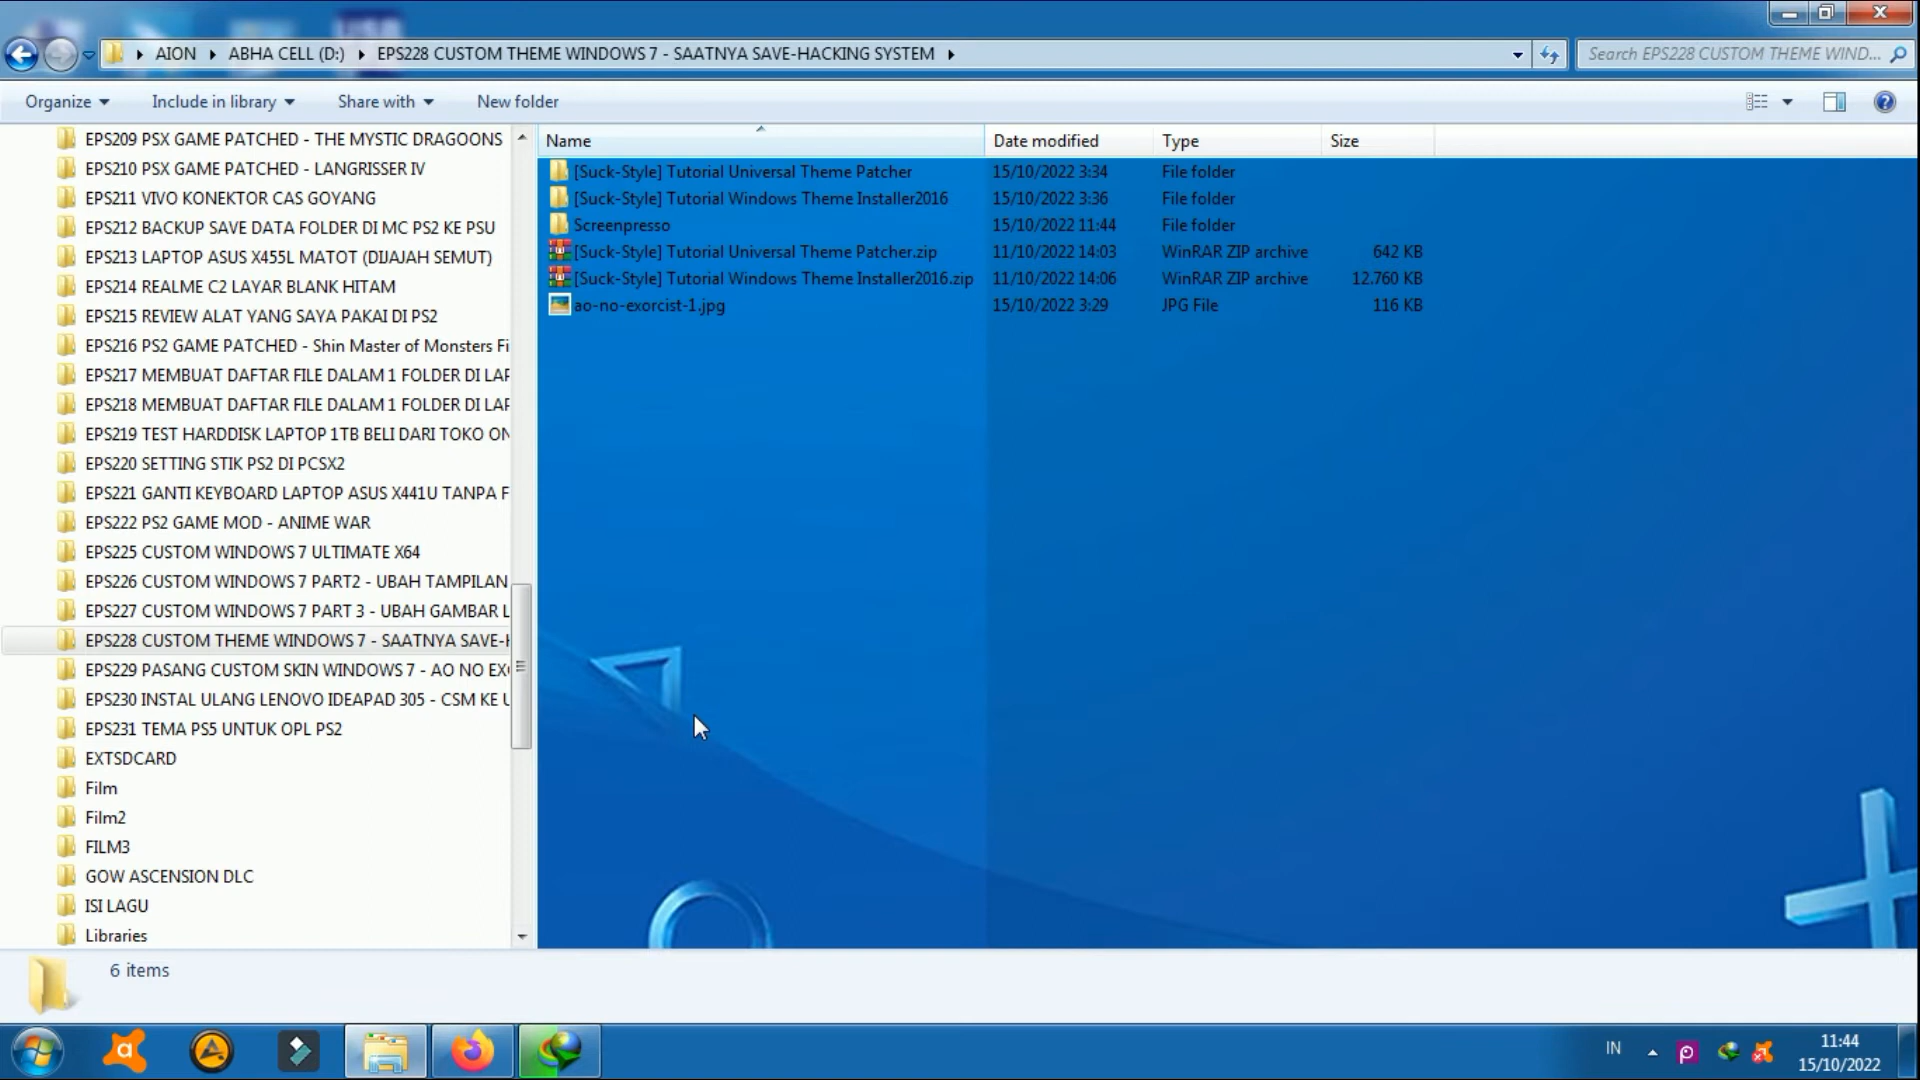 AION ABHA CELL (D:) EPS228 CUSTOM THEME WINDOWS 7 - SAATNYA SAVE-HACKING SYSTEM
Search EPS228 CUSTOM THEME WIND...
Organize Include in library Share with New folder
EPS209 PSX GAME PATCHED - THE MYSTIC DRAGOONS
EPS210 PSX GAME PATCHED - LANGRISSER IV
EPS211 VIVO KONEKTOR CAS GOYANG
EPS212 BACKUP SAVE DATA FOLDER DI MC PS2 KE PSU
EPS213 LAPTOP ASUS X455L MATOT (DIJAJAH SEMUT)
EPS214 REALME C2 LAYAR BLANK HITAM
EPS215 REVIEW ALAT YANG SAYA PAKAI DI PS2
EPS216 PS2 GAME PATCHED - Shin Master of Monsters Fi
EPS217 MEMBUAT DAFTAR FILE DALAM 1 FOLDER DI LAP
EPS218 MEMBUAT DAFTAR FILE DALAM 1 FOLDER DI LAP
EPS219 TEST HARDDISK LAPTOP 1TB BELI DARI TOKO ON
EPS220 SETTING STIK PS2 DI PCSX2
EPS221 GANTI KEYBOARD LAPTOP ASUS X441U TANPA F
EPS222 PS2 GAME MOD - ANIME WAR
EPS225 CUSTOM WINDOWS 7 ULTIMATE X64
EPS226 CUSTOM WINDOWS 7 PART2 - UBAH TAMPILAN
EPS227 CUSTOM WINDOWS 7 PART 3 - UBAH GAMBAR L
EPS228 CUSTOM THEME WINDOWS 7 - SAATNYA SAVE-H
EPS229 PASANG CUSTOM SKIN WINDOWS 7 - AO NO EX
EPS230 INSTAL ULANG LENOVO IDEAPAD 305 - CSM KE U
EPS231 TEMA PS5 UNTUK OPL PS2
EXTSDCARD
Film
Film2
FILM3
GOW ASCENSION DLC
ISI LAGU
Libraries
Name Date modified Type Size
[Suck-Style] Tutorial Universal Theme Patcher 15/10/2022 3:34 File folder
[Suck-Style] Tutorial Windows Theme Installer2016 15/10/2022 3:36 File folder
Screenpresso 15/10/2022 11:44 File folder
[Suck-Style] Tutorial Universal Theme Patcher.zip 11/10/2022 14:03 WinRAR ZIP archive 642 KB
[Suck-Style] Tutorial Windows Theme Installer2016.zip 11/10/2022 14:06 WinRAR ZIP archive 12.760 KB
ao-no-exorcist-1.jpg 15/10/2022 3:29 JPG File 116 KB
6 items
IN
11:44
15/10/2022